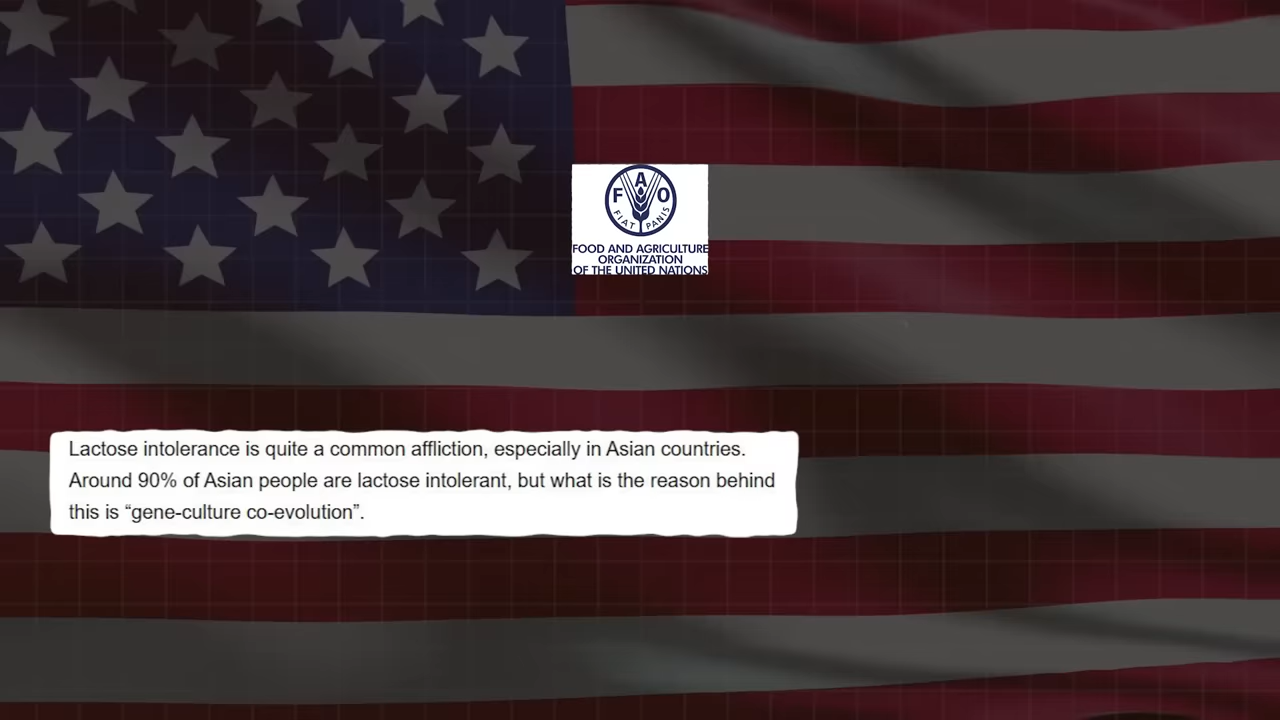 FAO
FIAT PANIS
FOOD AND AGRICULTURE
ORGANIZATION
OF THE UNITED NATIONS
Lactose intolerance is quite a common affliction, especially in Asian countries.
Around 90% of Asian people are lactose intolerant, but what is the reason behind
this is “gene-culture co-evolution”.